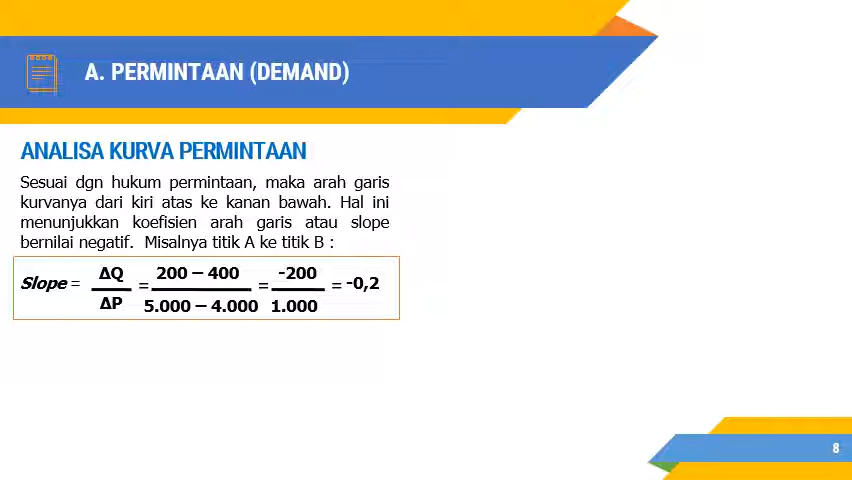 A. PERMINTAAN (DEMAND)
ANALISA KURVA PERMINTAAN
Sesuai dgn hukum permintaan, maka arah garis
kurvanya dari kiri atas ke kanan bawah. Hal ini
menunjukkan koefisien arah garis atau slope
bernilai negatif. Misalnya titik A ke titik B :
Slope = ΔQ = 200 – 400 = -200 = -0,2
ΔP 5.000 – 4.000 1.000
8